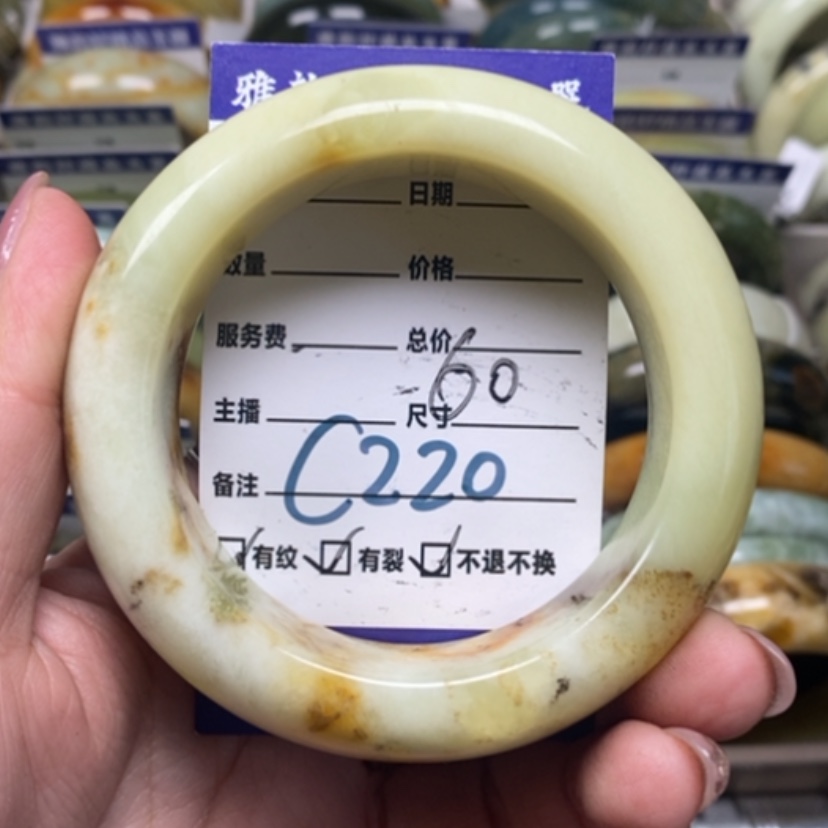 雅
日期
数量 价格
服务费 总价
60
主播 尺寸
C220
备注
有纹 有裂 不退不换